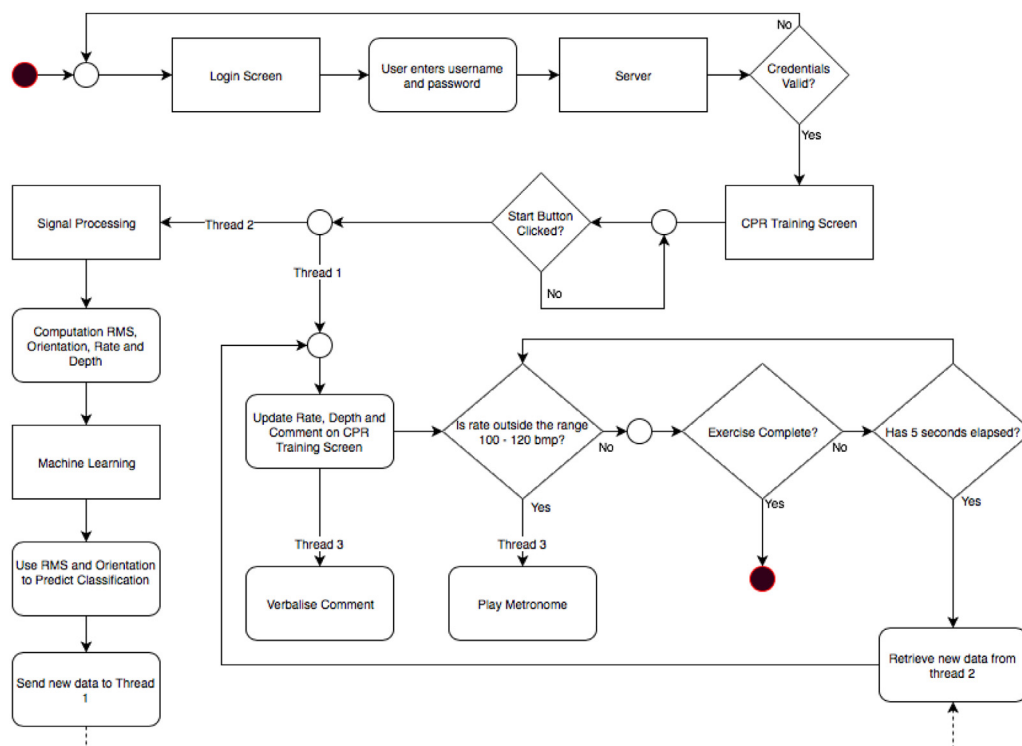 No
Login Screen
User enters username
and password
Server
Credentials
Valid?
Yes
Signal Processing
Thread 2
Start Button
Clicked?
CPR Training Screen
No
Thread 1
Computation RMS,
Orientation, Rate and
Depth
Update Rate, Depth and
Comment on CPR
Training Screen
Is rate outside the range
100 - 120 bmp?
No
Exercise Complete?
No
Has 5 seconds elapsed?
Machine Learning
Yes
Yes
Yes
Thread 3
Thread 3
Use RMS and Orientation
to Predict Classification
Verbalise Comment
Play Metronome
Send new data to Thread
1
Retrieve new data from
thread 2